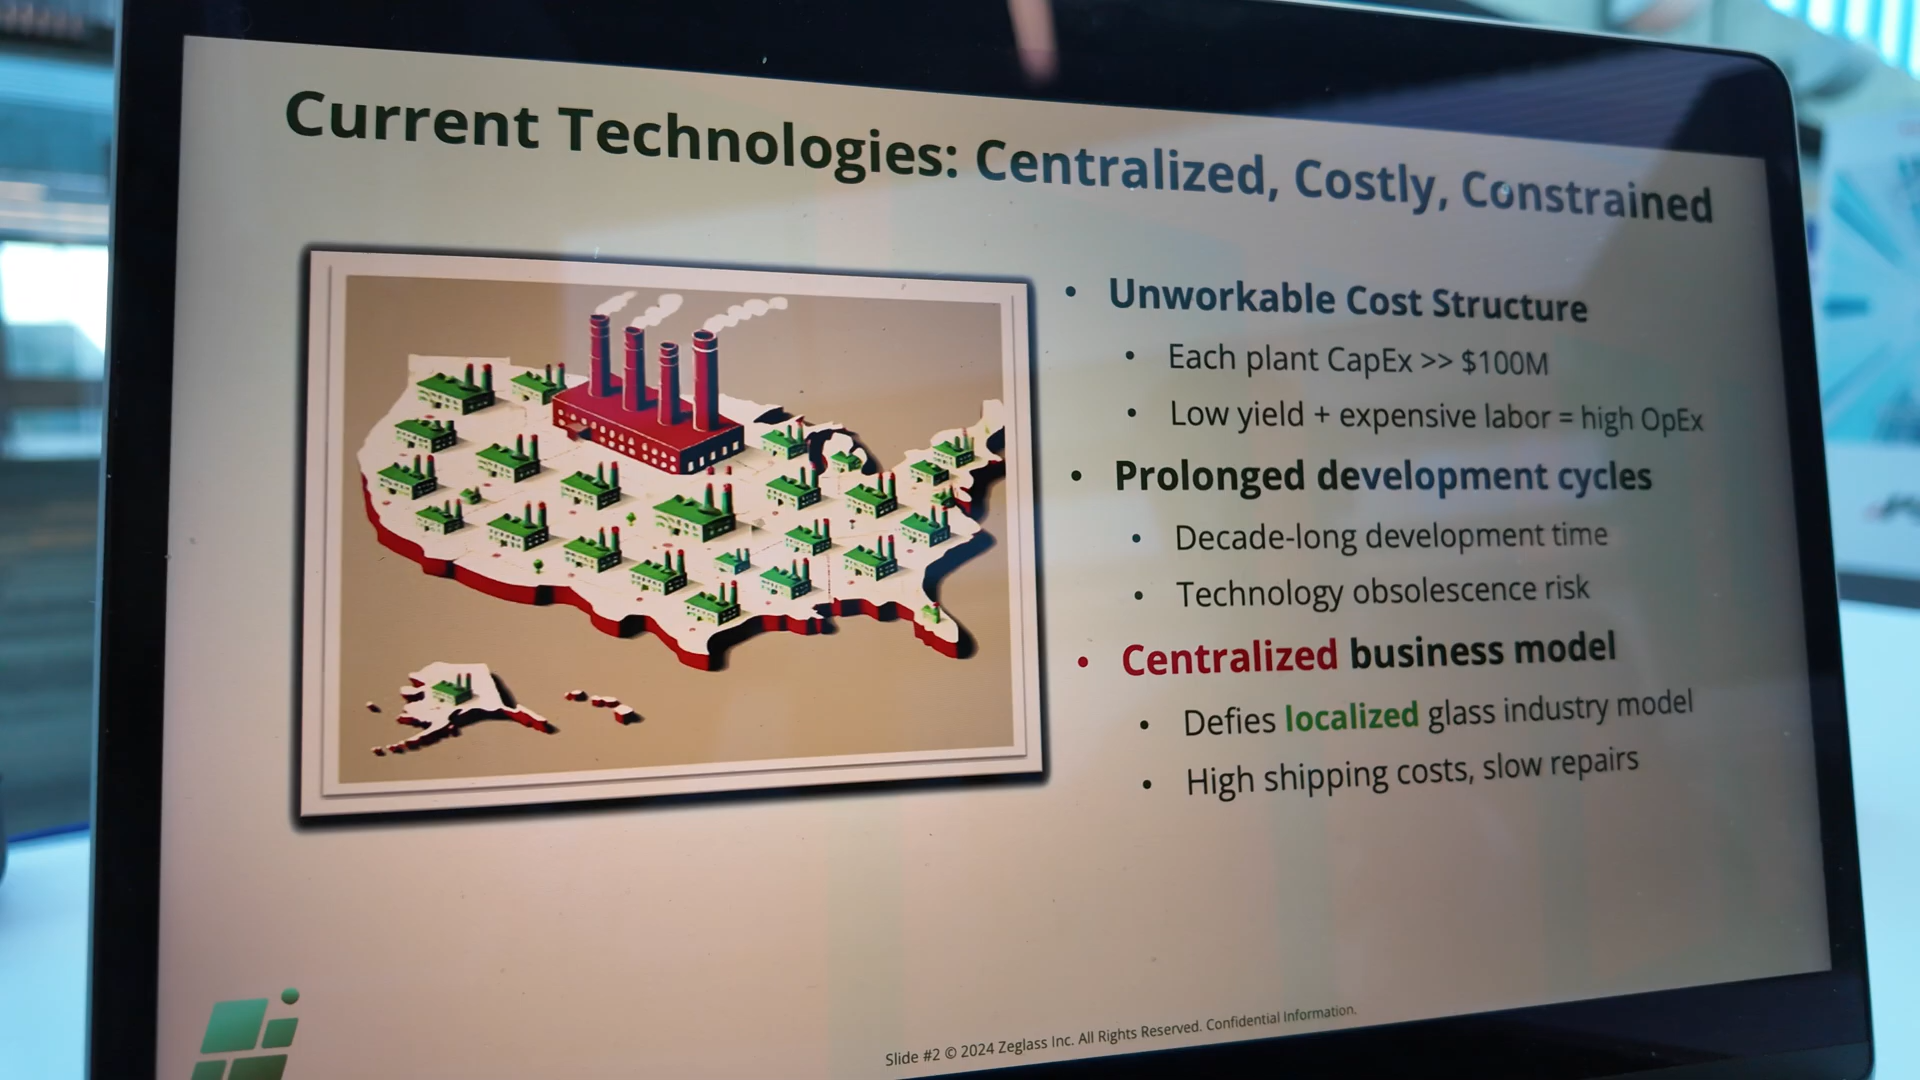 Current Technologies: Centralized, Costly, Constrained
• Unworkable Cost Structure
• Each plant CapEx >> $100M
• Low yield + expensive labor = high OpEx
• Prolonged development cycles
• Decade-long development time
• Technology obsolescence risk
• Centralized business model
• Defies localized glass industry model
• High shipping costs, slow repairs
Slide #2 © 2024 Zeglass Inc. All Rights Reserved. Confidential Information.